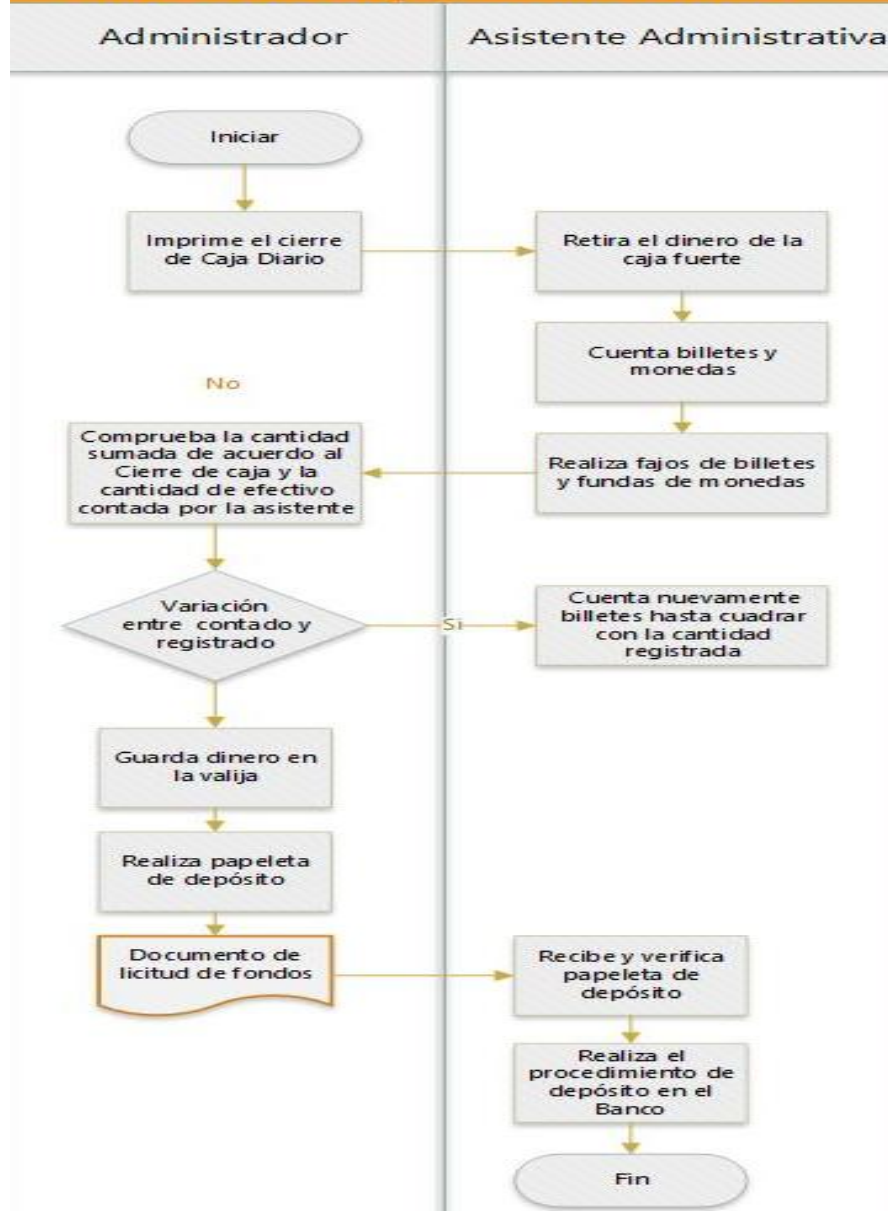 Administrador
Asistente Administrativa
Iniciar
Imprime el cierre
de Caja Diario
Retira el dinero de la
caja fuerte
Cuenta billetes y
monedas
No
Comprueba la cantidad
sumada de acuerdo al
Cierre de caja y la
cantidad de efectivo
contada por la asistente
Realiza fajos de billetes
y fundas de monedas
Variación
entre contado y
registrado
Si
Cuenta nuevamente
billetes hasta cuadrar
con la cantidad
registrada
Guarda dinero en
la valija
Realiza papeleta
de depósito
Documento de
licitud de fondos
Recibe y verifica
papeleta de
depósito
Realiza el
procedimiento de
depósito en el
Banco
Fin